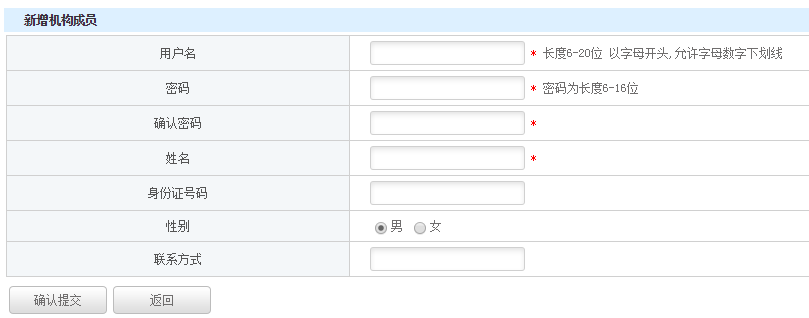 新增机构成员
用户名 * 长度6-20位 以字母开头,允许字母数字下划线
密码 * 密码为长度6-16位
确认密码 *
姓名 *
身份证号码
性别 男 女
联系方式
确认提交 返回